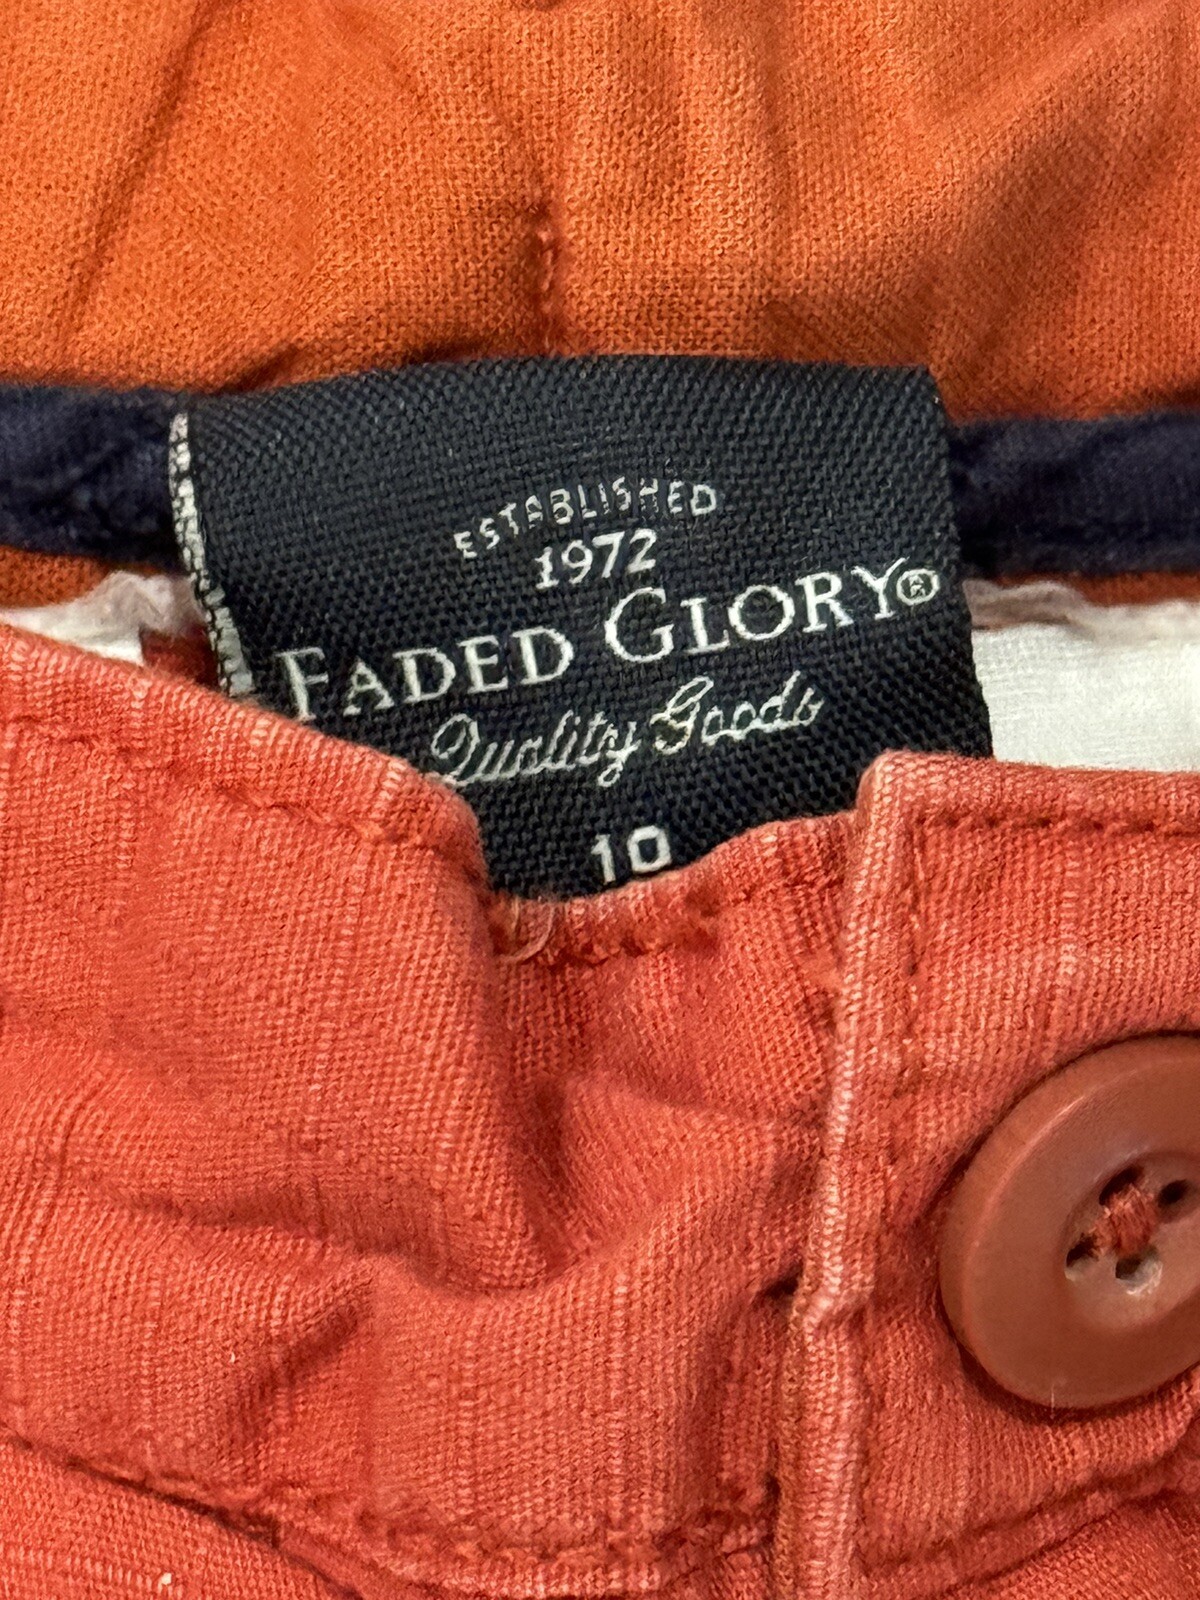 ESTABLISHED
1972
FADED GLORY®
Quality Goods
10